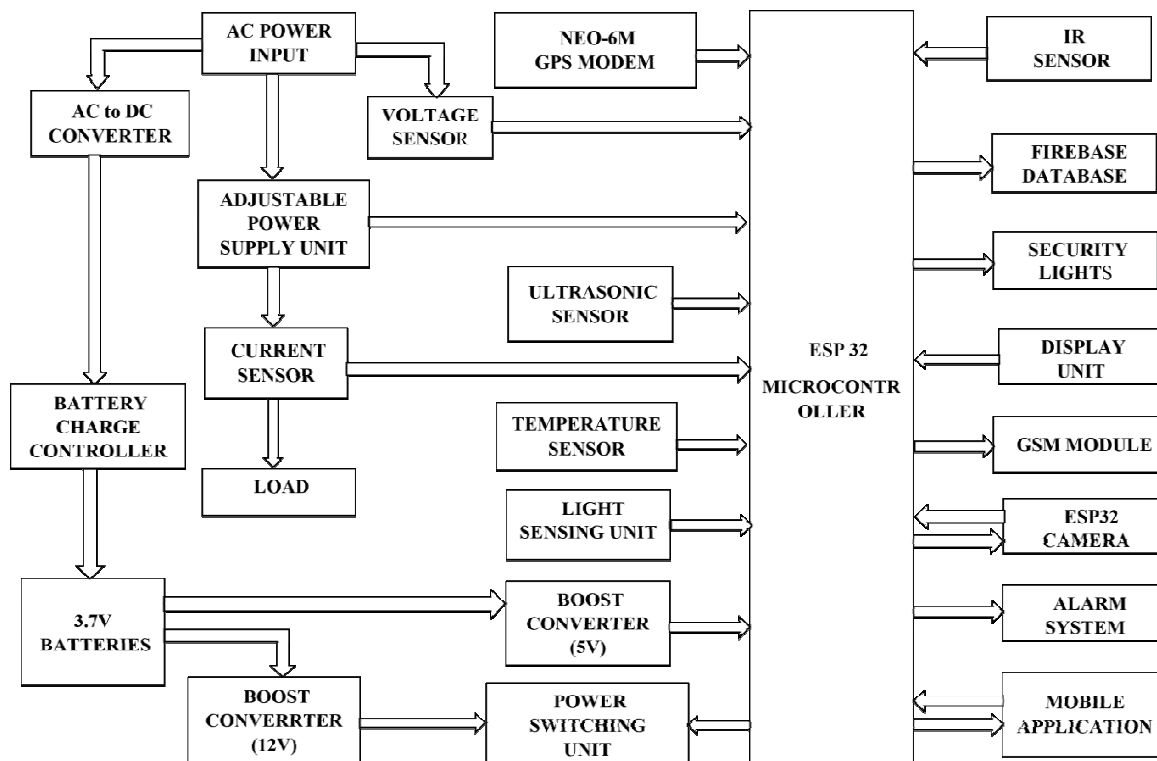 AC POWER
INPUT
NEO-6M
GPS MODEM
IR
SENSOR
AC to DC
CONVERTER
VOLTAGE
SENSOR
FIREBASE
DATABASE
ADJUSTABLE
POWER
SUPPLY UNIT
SECURITY
LIGHTS
ULTRASONIC
SENSOR
CURRENT
SENSOR
ESP 32
MICROCONTR
OLLER
DISPLAY
UNIT
BATTERY
CHARGE
CONTROLLER
TEMPERATURE
SENSOR
GSM MODULE
LOAD
LIGHT
SENSING UNIT
ESP32
CAMERA
3.7V
BATTERIES
BOOST
CONVERTER
(5V)
ALARM
SYSTEM
BOOST
CONVERRTER
(12V)
POWER
SWITCHING
UNIT
MOBILE
APPLICATION